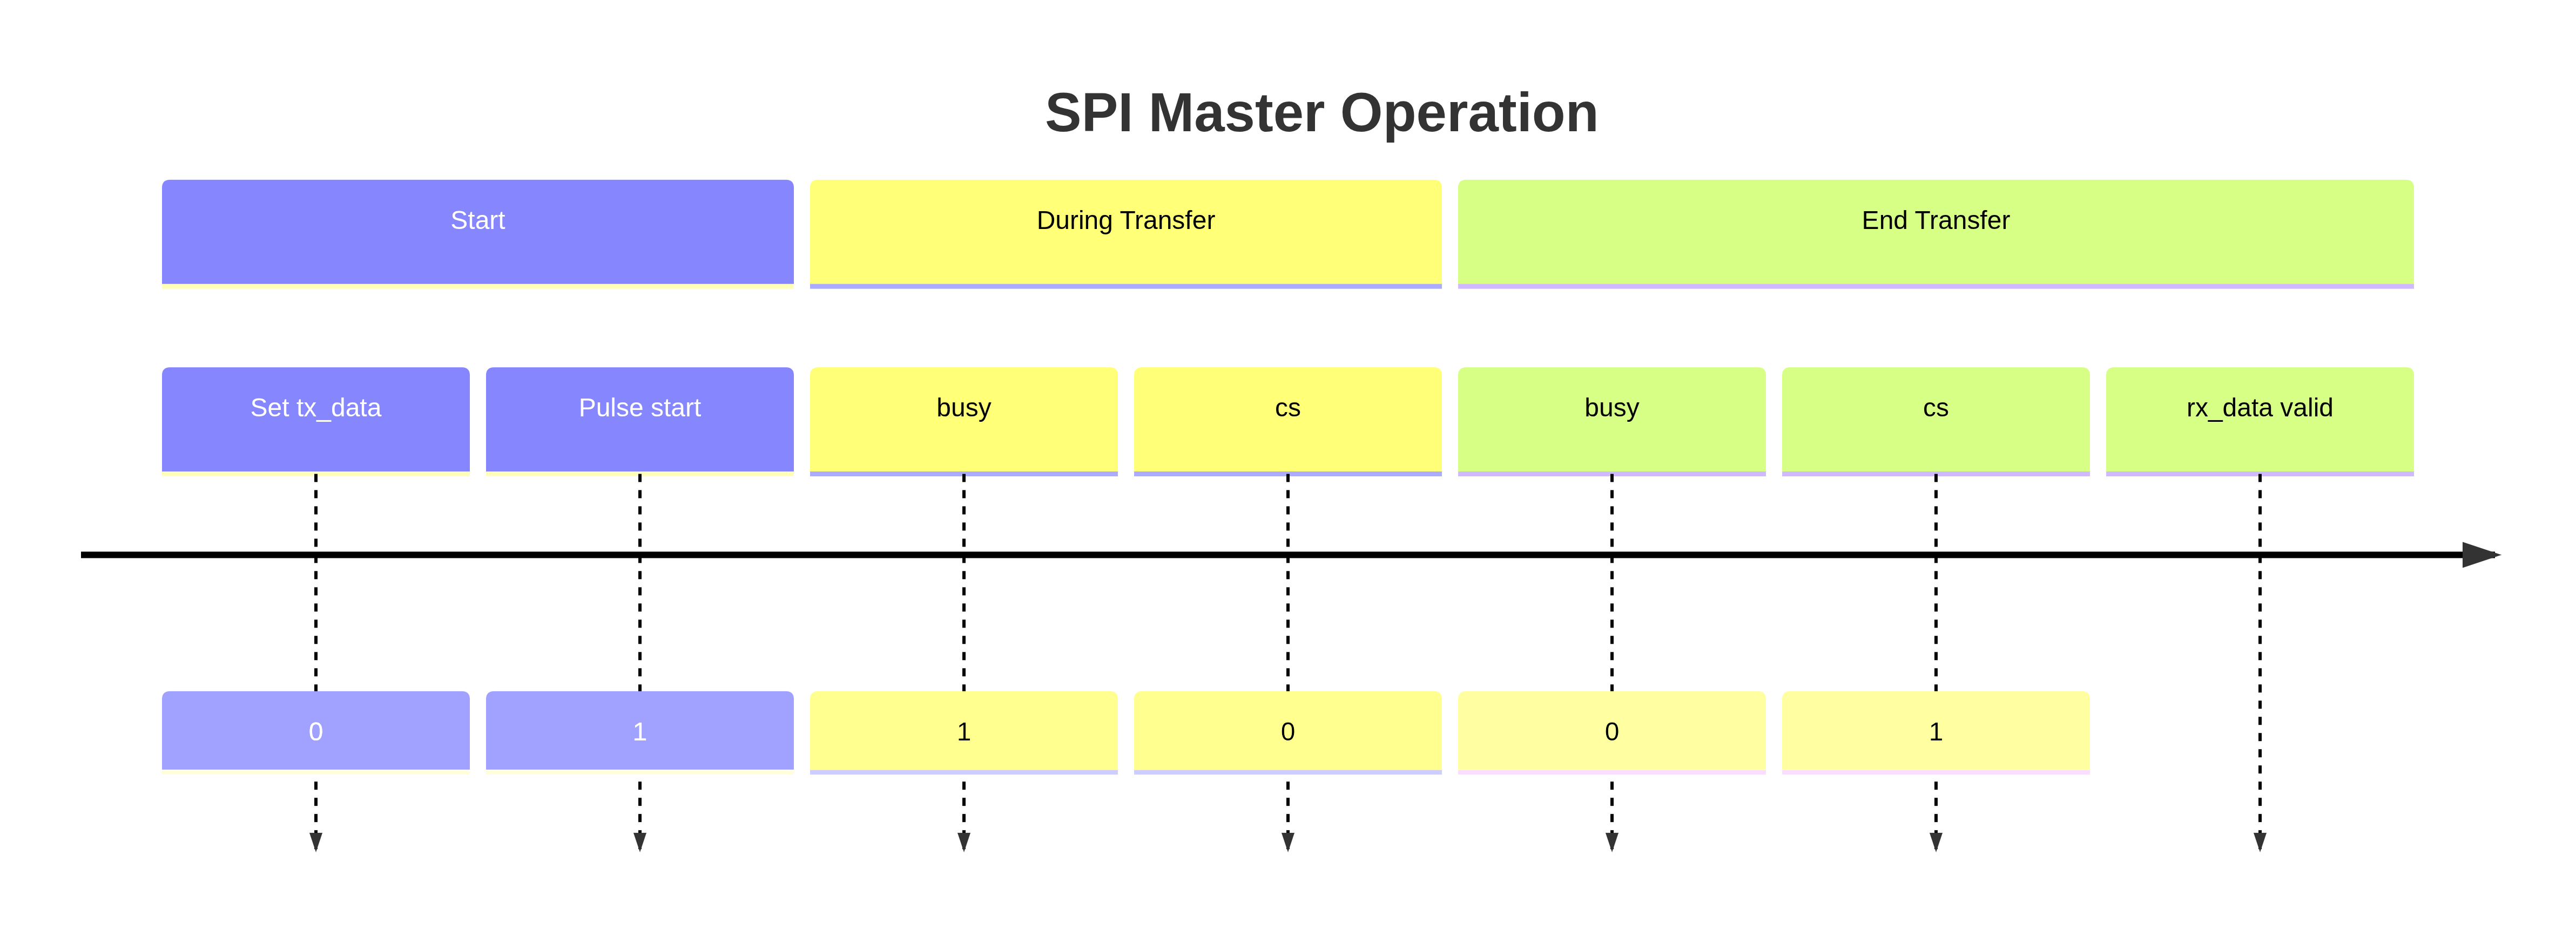 SPI Master Operation
Start
During Transfer
End Transfer
Set tx_data
Pulse start
busy
cs
busy
cs
rx_data valid
0
1
1
0
0
1